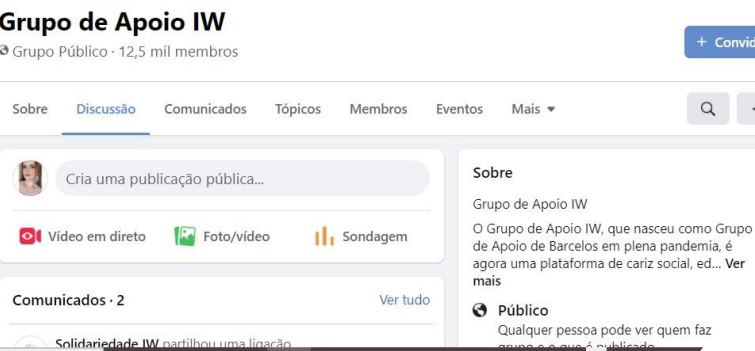 Grupo de Apoio IW
Grupo Público · 12,5 mil membros
+ Convid
Sobre Discussão Comunicados Tópicos Membros Eventos Mais
Cria uma publicação pública...
Vídeo em direto Foto/vídeo Sondagem
Comunicados · 2 Ver tudo
Solidariedade IW partilhou uma ligação
Sobre
Grupo de Apoio IW
O Grupo de Apoio IW, que nasceu como Grupo
de Apoio de Barcelos em plena pandemia, é
agora uma plataforma de cariz social, ed... Ver
mais
Público
Qualquer pessoa pode ver quem faz
grupo e o que é publicado